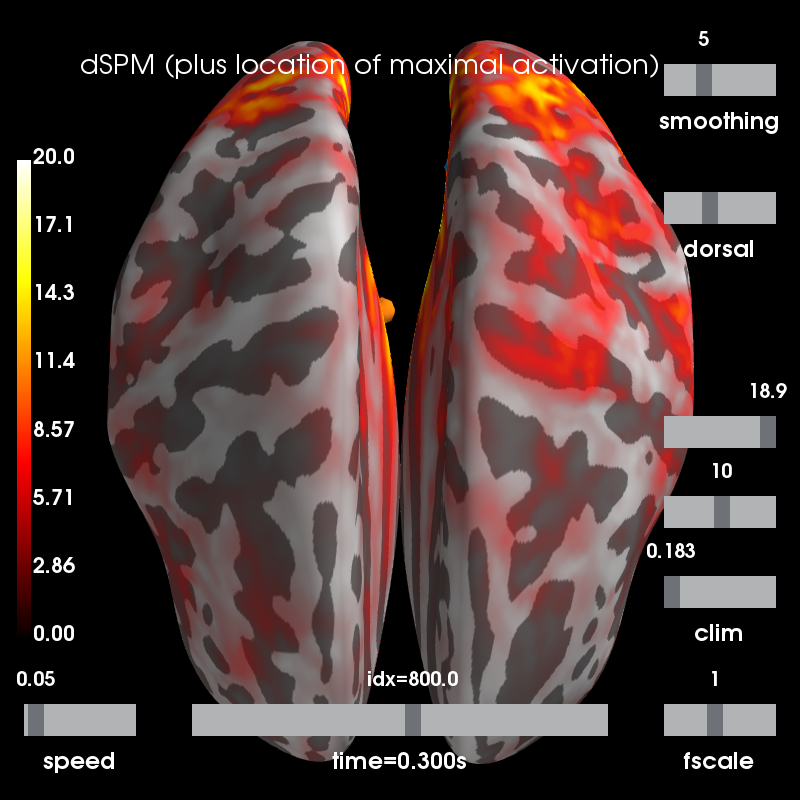 5
dSPM (plus location of maximal activation)
smoothing
20.0
17.1
dorsal
14.3
11.4
18.9
8.57
10
5.71
0.183
2.86
0.00
clim
0.05
idx=800.0
1
speed
time=0.300s
fscale